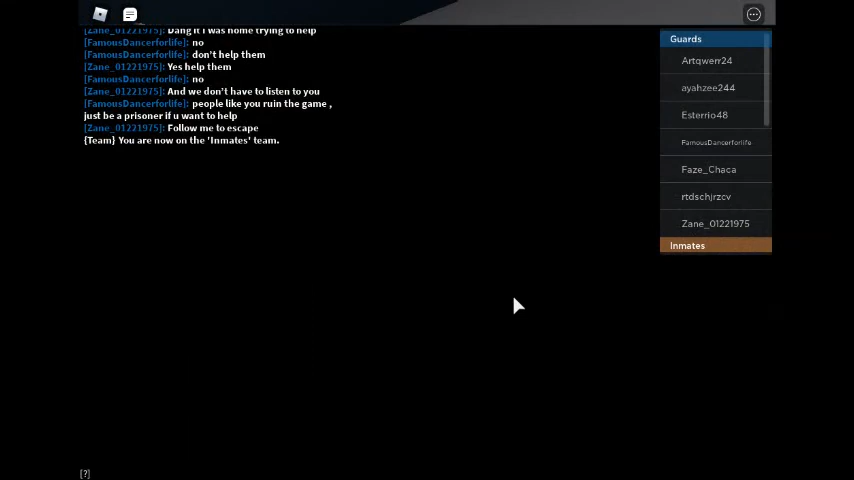 [Zane_01221975]: Dang it i was home trying to help
[FamousDancerforlife]: no
[FamousDancerforlife]: don't help them
[Zane_01221975]: Yes help them
[FamousDancerforlife]: no
[Zane_01221975]: And we don't have to listen to you
[FamousDancerforlife]: people like you ruin the game ,
just be a prisoner if u want to help
[Zane_01221975]: Follow me to escape
{Team} You are now on the 'Inmates' team.
Guards
Artqwerr24
ayahzee244
Esterrio48
FamousDancerforlife
Faze_Chaca
rtdschjrzcv
Zane_01221975
Inmates
[?]